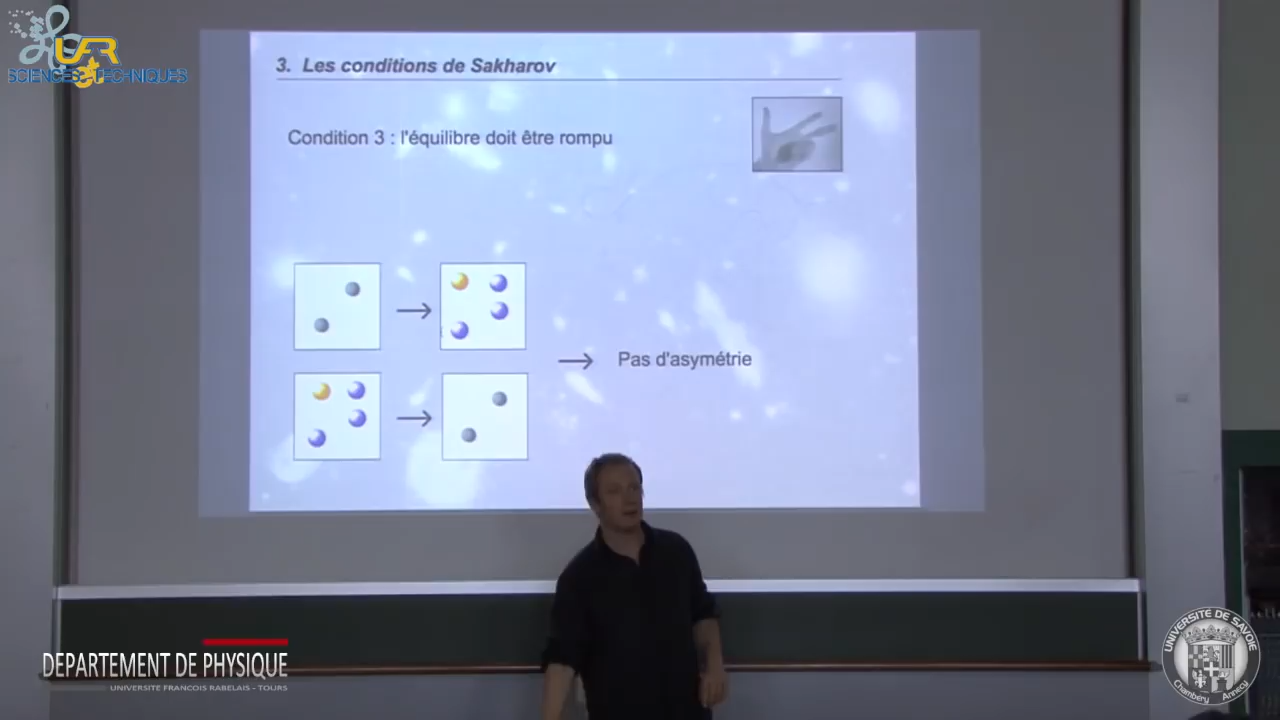 UFR
SCIENCES & TECHNIQUES
3. Les conditions de Sakharov
Condition 3 : l'équilibre doit être rompu
Pas d'asymétrie
DEPARTEMENT DE PHYSIQUE
UNIVERSITE FRANCOIS RABELAIS - TOURS
UNIVERSITE DE SAVOIE
Chambéry Annecy